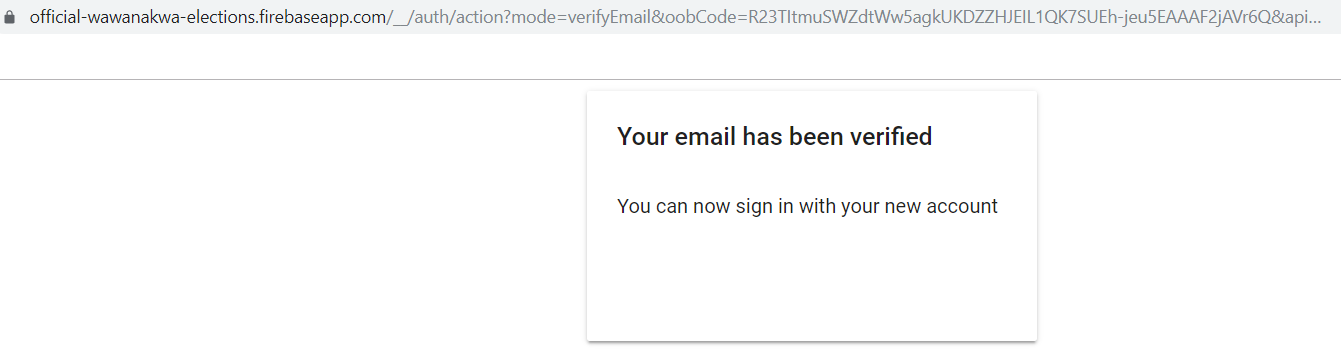 official-wawanakwa-elections.firebaseapp.com/__/auth/action?mode=verifyEmail&oobCode=R23TItmuSWZdtWw5agkUKDZZHJEIL1QK7SUEh-jeu5EAAAF2jAVr6Q&api...
Your email has been verified
You can now sign in with your new account